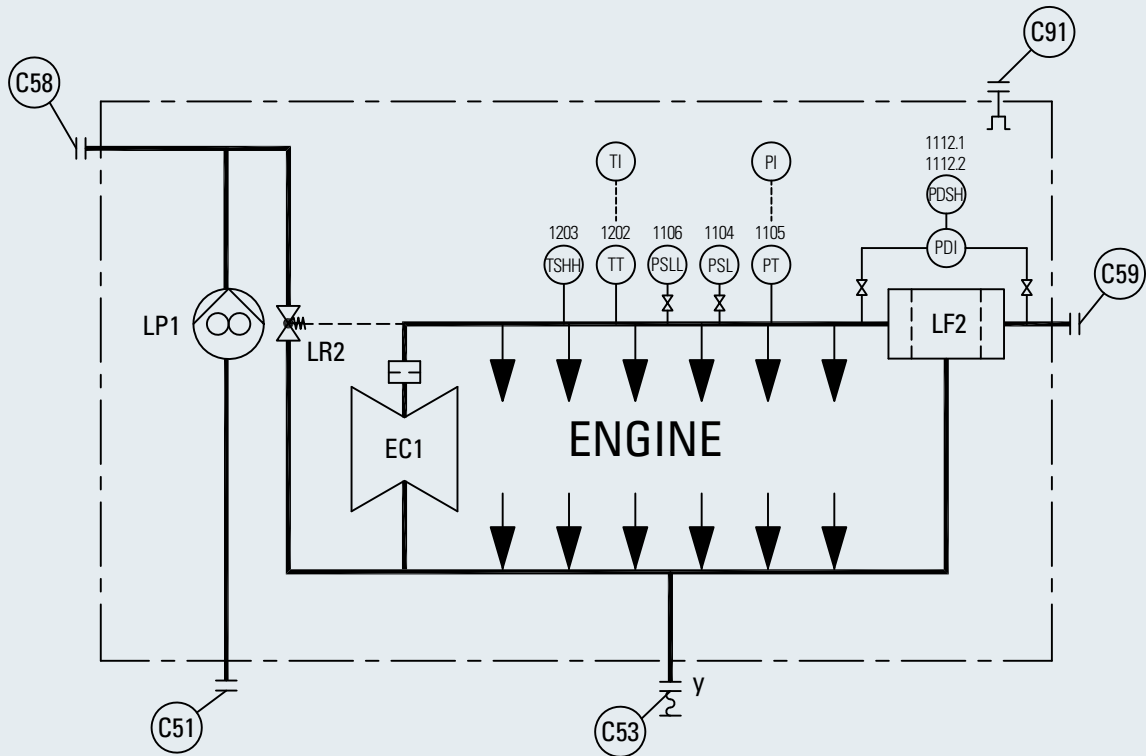 C91
C58
1112.1
1112.2
TI
PI
PDSH
1203
1202
1106
1104
1105
TSHH
TT
PSLL
PSL
PT
PDI
C59
LP1
LR2
LF2
EC1
ENGINE
y
C51
C53